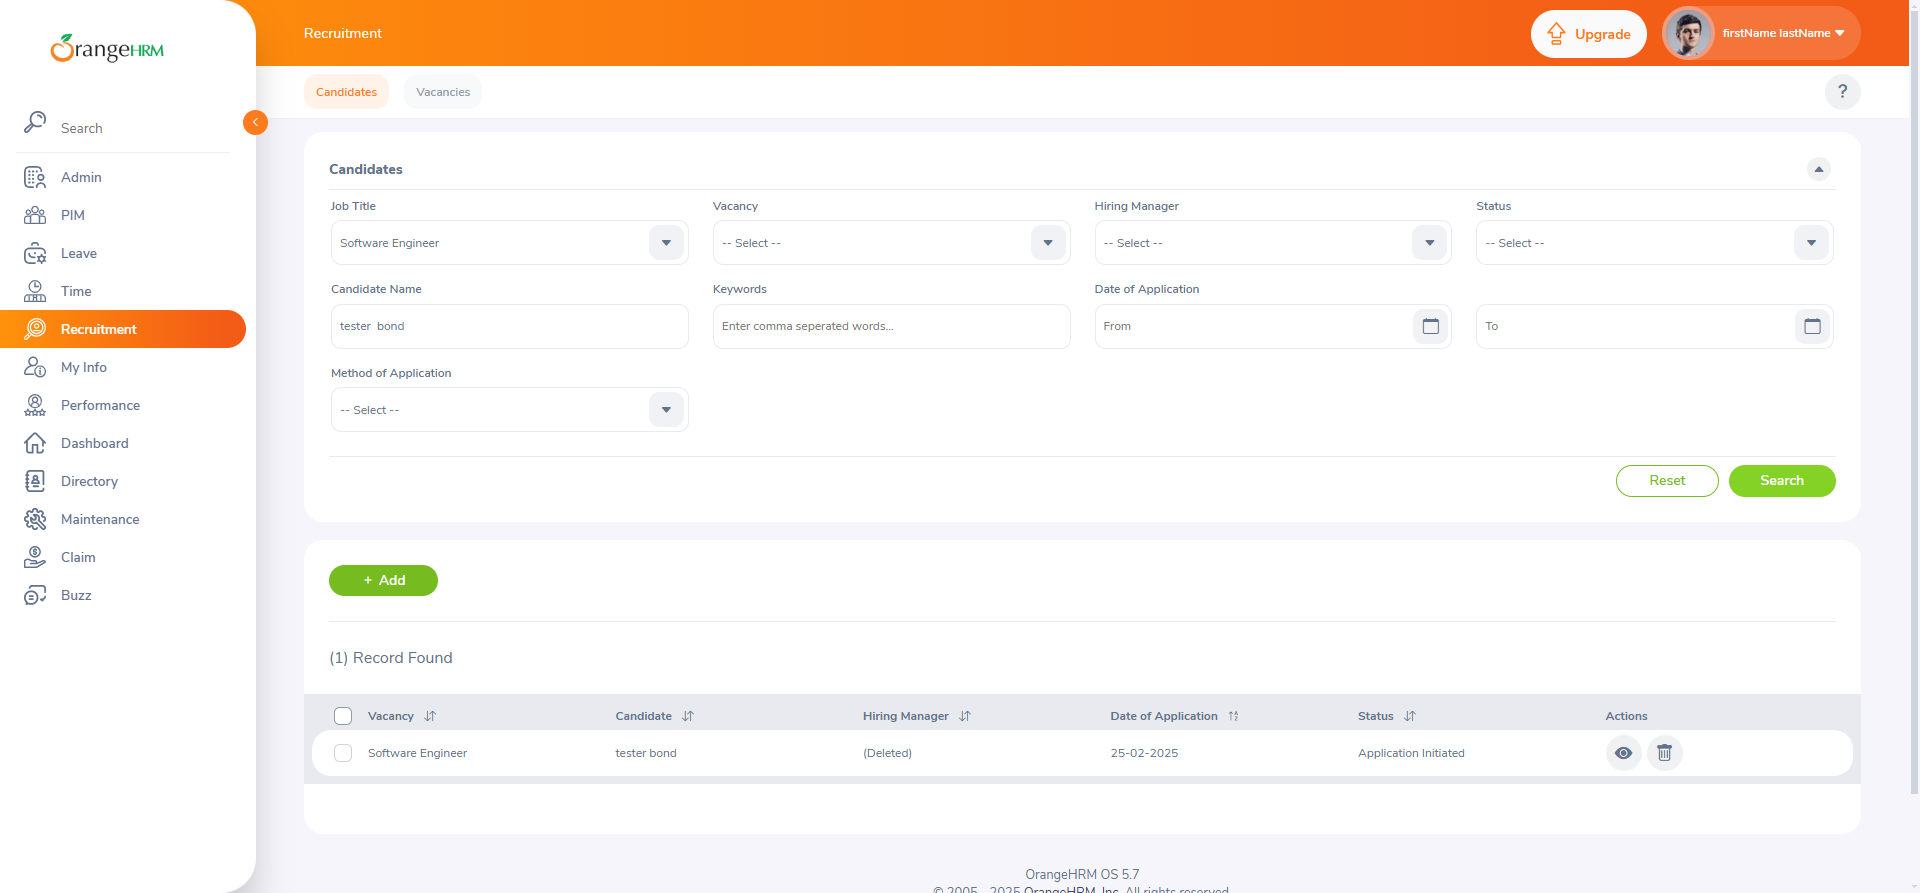 OrangeHRM
Recruitment
Upgrade
firstName lastName
Candidates
Vacancies
?
Search
Admin
PIM
Leave
Time
Recruitment
My Info
Performance
Dashboard
Directory
Maintenance
Claim
Buzz
Candidates
Job Title
Vacancy
Hiring Manager
Status
Software Engineer
-- Select --
-- Select --
-- Select --
Candidate Name
Keywords
Date of Application
tester  bond
Enter comma seperated words...
From
To
Method of Application
-- Select --
Reset
Search
+ Add
(1) Record Found
Vacancy
Candidate
Hiring Manager
Date of Application
Status
Actions
Software Engineer
tester bond
(Deleted)
25-02-2025
Application Initiated
OrangeHRM OS 5.7
© 2005 - 2025 OrangeHRM, Inc. All rights reserved.